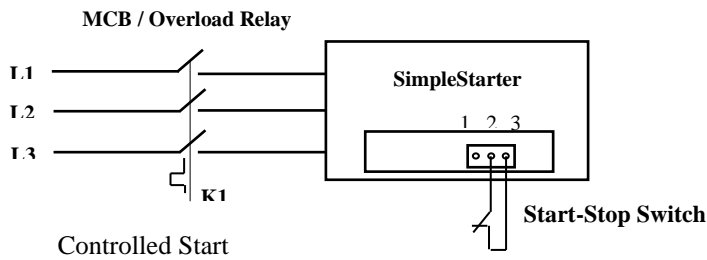 MCB / Overload Relay
L1
SimpleStarter
L2
1 2 3
L3
K1
Start-Stop Switch
Controlled Start